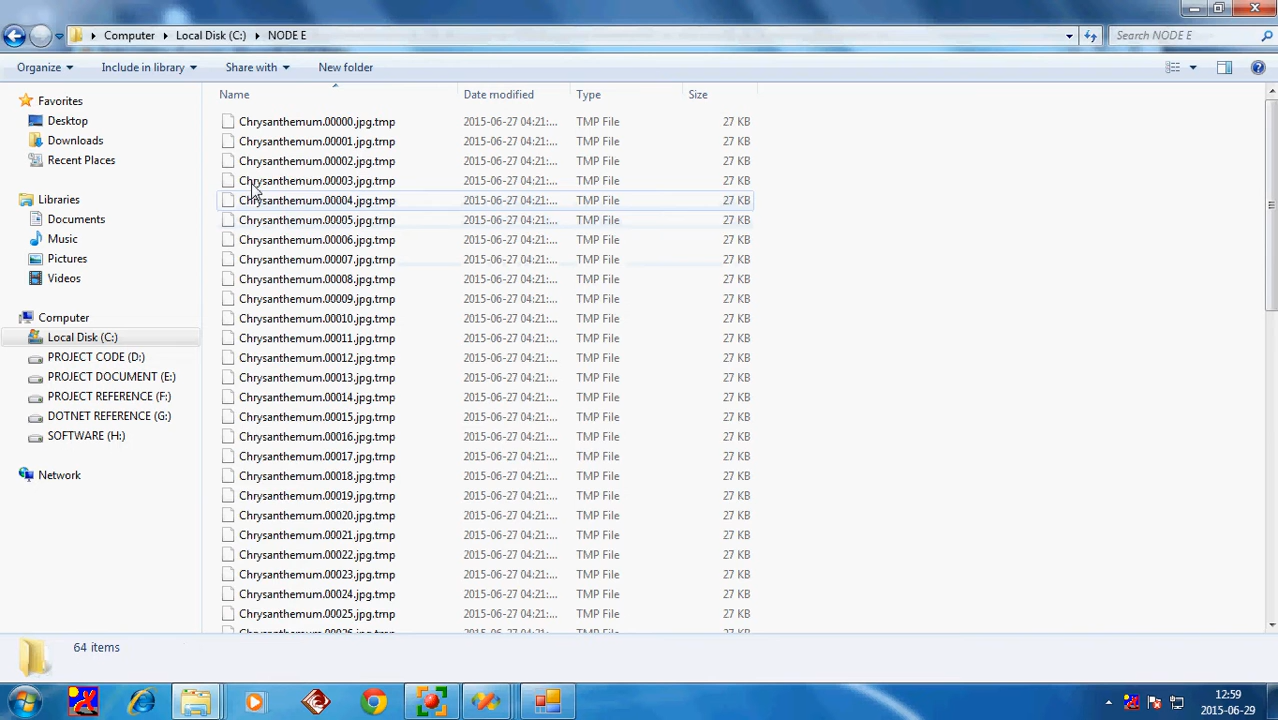 Computer Local Disk (C:) NODE E Search NODE E
Organize Include in library Share with New folder
Name Date modified Type Size
Favorites
Desktop
Downloads
Recent Places
Libraries
Documents
Music
Pictures
Videos
Computer
Local Disk (C:)
PROJECT CODE (D:)
PROJECT DOCUMENT (E:)
PROJECT REFERENCE (F:)
DOTNET REFERENCE (G:)
SOFTWARE (H:)
Network
Chrysanthemum.00000.jpg.tmp 2015-06-27 04:21:... TMP File 27 KB
Chrysanthemum.00001.jpg.tmp 2015-06-27 04:21:... TMP File 27 KB
Chrysanthemum.00002.jpg.tmp 2015-06-27 04:21:... TMP File 27 KB
Chrysanthemum.00003.jpg.tmp 2015-06-27 04:21:... TMP File 27 KB
Chrysanthemum.00004.jpg.tmp 2015-06-27 04:21:... TMP File 27 KB
Chrysanthemum.00005.jpg.tmp 2015-06-27 04:21:... TMP File 27 KB
Chrysanthemum.00006.jpg.tmp 2015-06-27 04:21:... TMP File 27 KB
Chrysanthemum.00007.jpg.tmp 2015-06-27 04:21:... TMP File 27 KB
Chrysanthemum.00008.jpg.tmp 2015-06-27 04:21:... TMP File 27 KB
Chrysanthemum.00009.jpg.tmp 2015-06-27 04:21:... TMP File 27 KB
Chrysanthemum.00010.jpg.tmp 2015-06-27 04:21:... TMP File 27 KB
Chrysanthemum.00011.jpg.tmp 2015-06-27 04:21:... TMP File 27 KB
Chrysanthemum.00012.jpg.tmp 2015-06-27 04:21:... TMP File 27 KB
Chrysanthemum.00013.jpg.tmp 2015-06-27 04:21:... TMP File 27 KB
Chrysanthemum.00014.jpg.tmp 2015-06-27 04:21:... TMP File 27 KB
Chrysanthemum.00015.jpg.tmp 2015-06-27 04:21:... TMP File 27 KB
Chrysanthemum.00016.jpg.tmp 2015-06-27 04:21:... TMP File 27 KB
Chrysanthemum.00017.jpg.tmp 2015-06-27 04:21:... TMP File 27 KB
Chrysanthemum.00018.jpg.tmp 2015-06-27 04:21:... TMP File 27 KB
Chrysanthemum.00019.jpg.tmp 2015-06-27 04:21:... TMP File 27 KB
Chrysanthemum.00020.jpg.tmp 2015-06-27 04:21:... TMP File 27 KB
Chrysanthemum.00021.jpg.tmp 2015-06-27 04:21:... TMP File 27 KB
Chrysanthemum.00022.jpg.tmp 2015-06-27 04:21:... TMP File 27 KB
Chrysanthemum.00023.jpg.tmp 2015-06-27 04:21:... TMP File 27 KB
Chrysanthemum.00024.jpg.tmp 2015-06-27 04:21:... TMP File 27 KB
Chrysanthemum.00025.jpg.tmp 2015-06-27 04:21:... TMP File 27 KB
64 items
12:59
2015-06-29